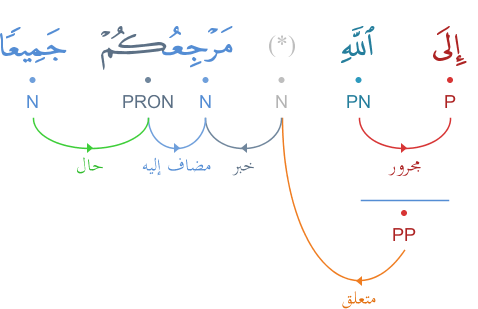 إِلَى ٱللَّهِ (*) مَرْجِعُكُمْ جَمِيعًا
P PN N N PRON N
مجرور خبر مضاف إليه حال
PP
متعلق